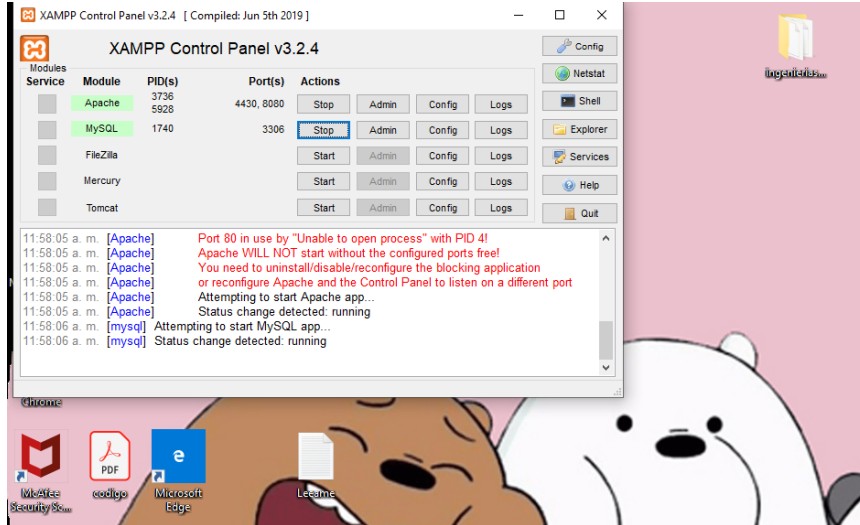 XAMPP Control Panel v3.2.4 [ Compiled: Jun 5th 2019 ]
XAMPP Control Panel v3.2.4
Config
Modules
Service Module PID(s) Port(s) Actions
Netstat
Apache 3736 5928 4430, 8080 Stop Admin Config Logs
Shell
MySQL 1740 3306 Stop Admin Config Logs
Explorer
FileZilla Start Admin Config Logs
Services
Mercury Start Admin Config Logs
Help
Tomcat Start Admin Config Logs
Quit
11:58:05 a. m. [Apache] Port 80 in use by "Unable to open process" with PID 4!
11:58:05 a. m. [Apache] Apache WILL NOT start without the configured ports free!
11:58:05 a. m. [Apache] You need to uninstall/disable/reconfigure the blocking application
11:58:05 a. m. [Apache] or reconfigure Apache and the Control Panel to listen on a different port
11:58:05 a. m. [Apache] Attempting to start Apache app...
11:58:05 a. m. [Apache] Status change detected: running
11:58:06 a. m. [mysql] Attempting to start MySQL app...
11:58:06 a. m. [mysql] Status change detected: running
ingenierias...
Chrome
PDF
McAfee
Security Sc...
codigo
Microsoft
Edge
Leeame